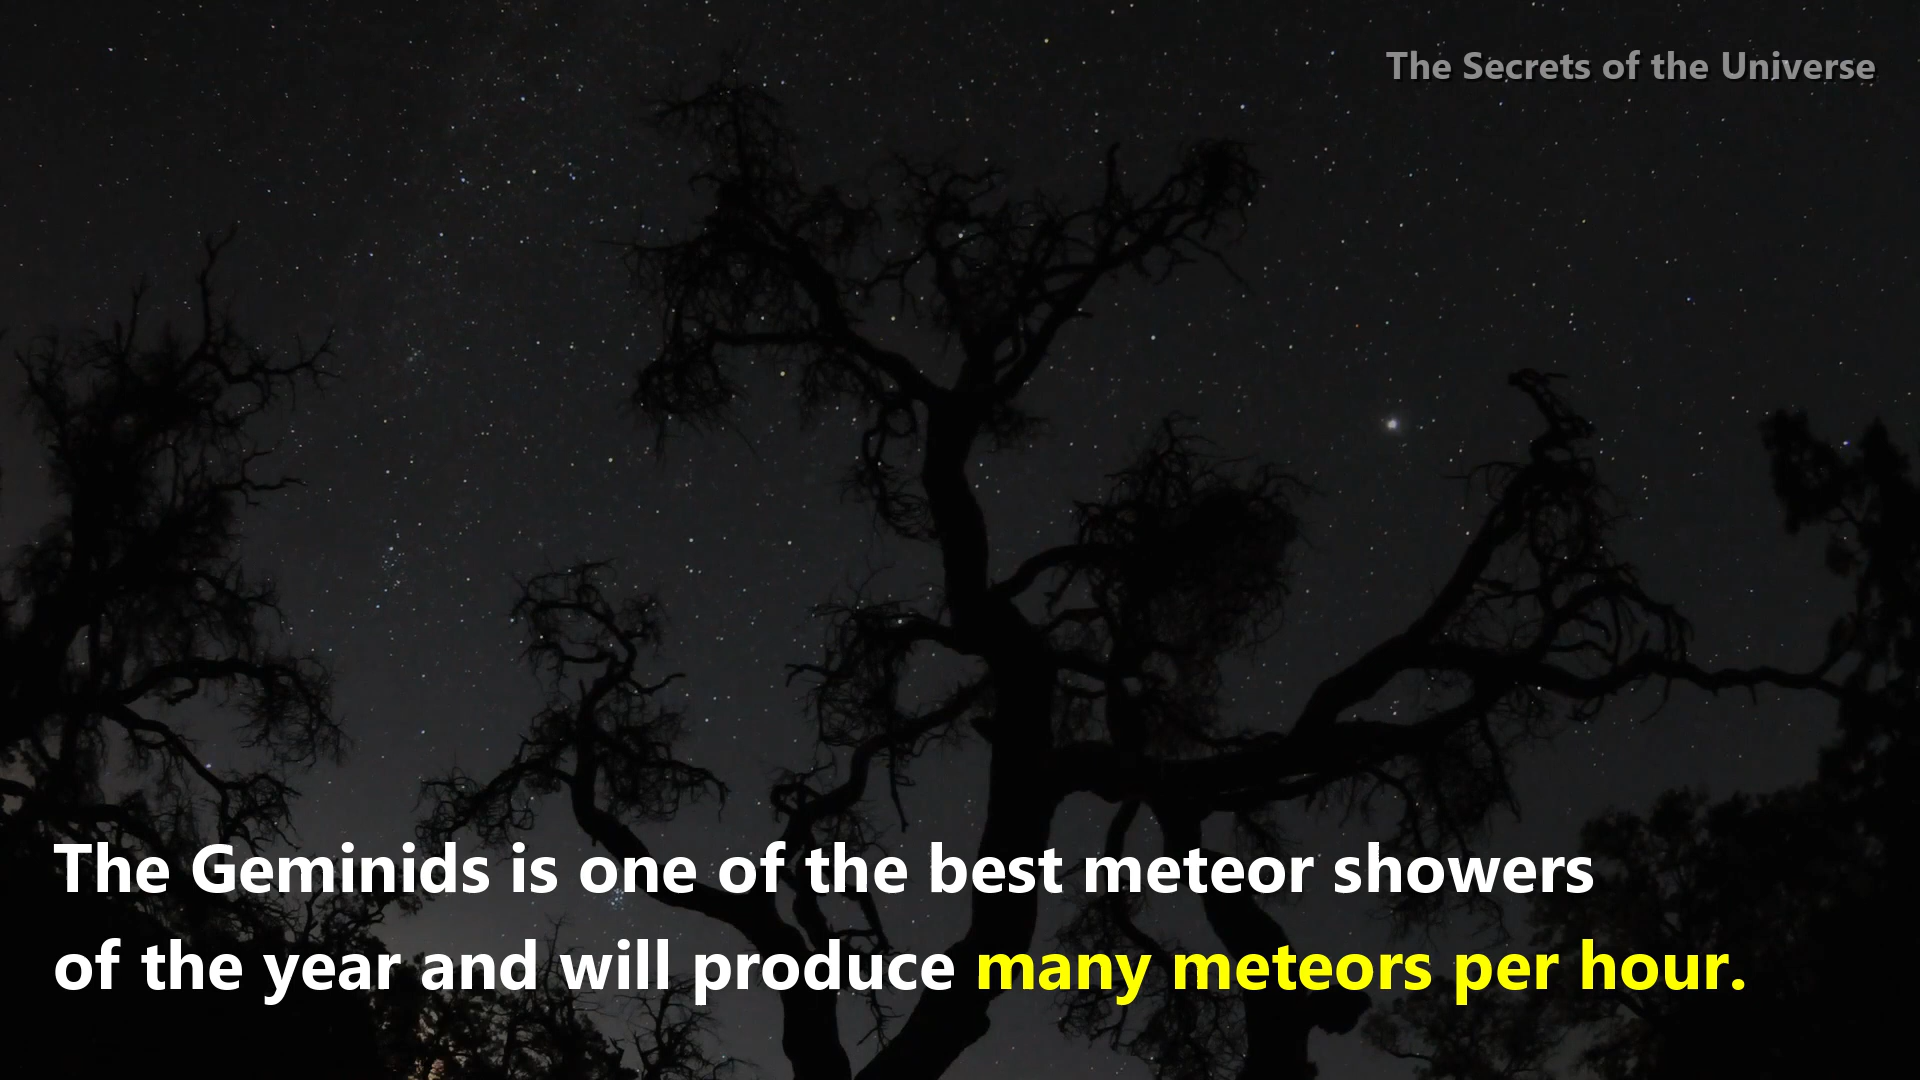 The Secrets of the Universe
The Geminids is one of the best meteor showers
of the year and will produce many meteors per hour.